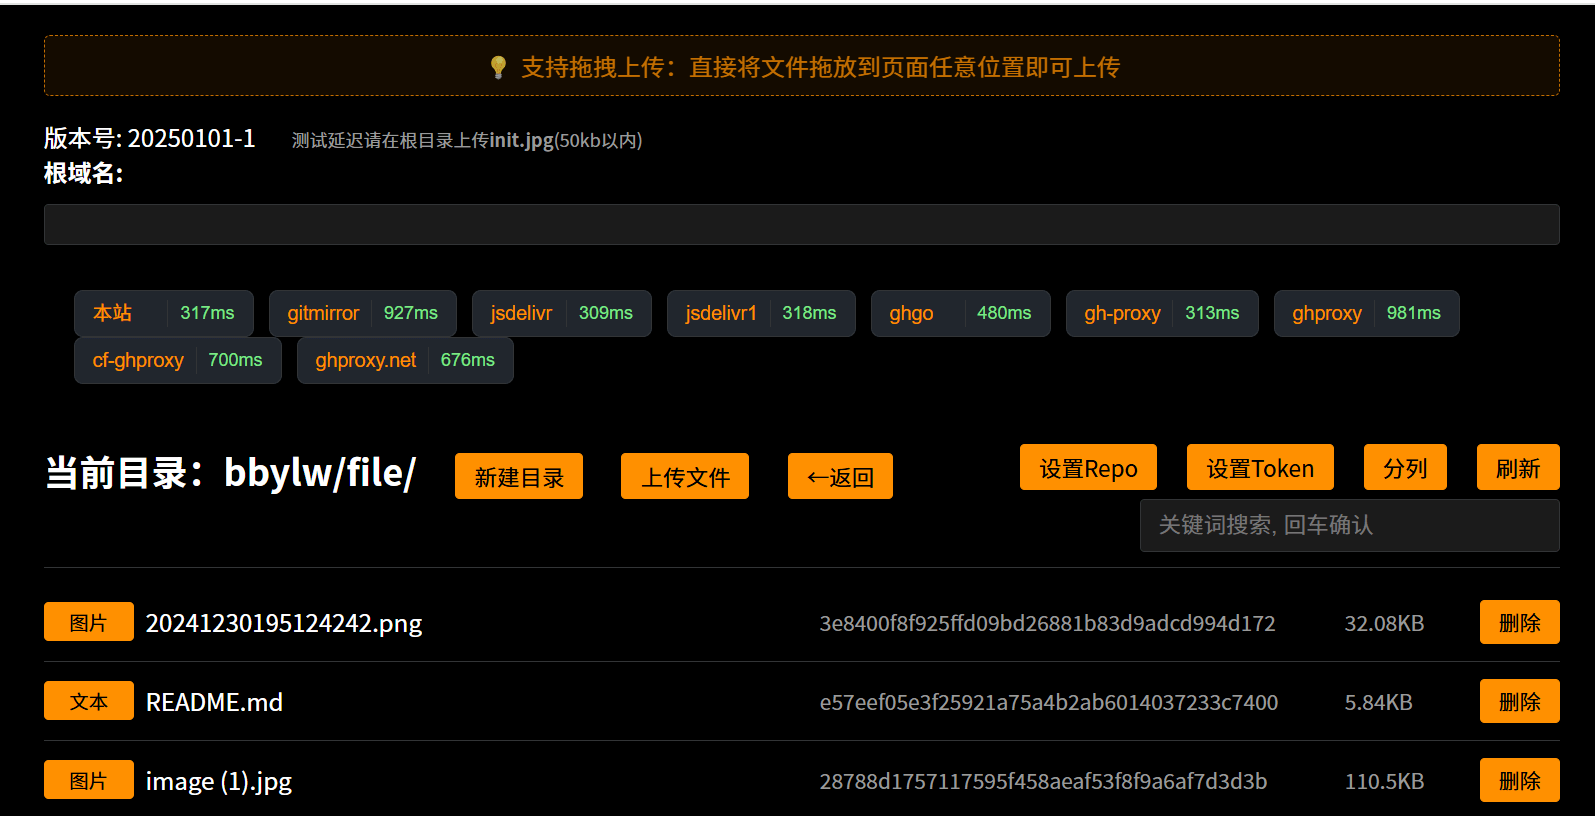 💡 支持拖拽上传：直接将文件拖放到页面任意位置即可上传
版本号: 20250101-1 测试延迟请在根目录上传init.jpg(50kb以内)
根域名:
本站 317ms gitmirror 927ms jsdelivr 309ms jsdelivr1 318ms ghgo 480ms gh-proxy 313ms ghproxy 981ms
cf-ghproxy 700ms ghproxy.net 676ms
当前目录：bbylw/file/ 新建目录 上传文件 ←返回 设置Repo 设置Token 分列 刷新
关键词搜索, 回车确认
图片 20241230195124242.png 3e8400f8f925ffd09bd26881b83d9adcd994d172 32.08KB 删除
文本 README.md e57eef05e3f25921a75a4b2ab6014037233c7400 5.84KB 删除
图片 image (1).jpg 28788d1757117595f458aeaf53f8f9a6af7d3d3b 110.5KB 删除